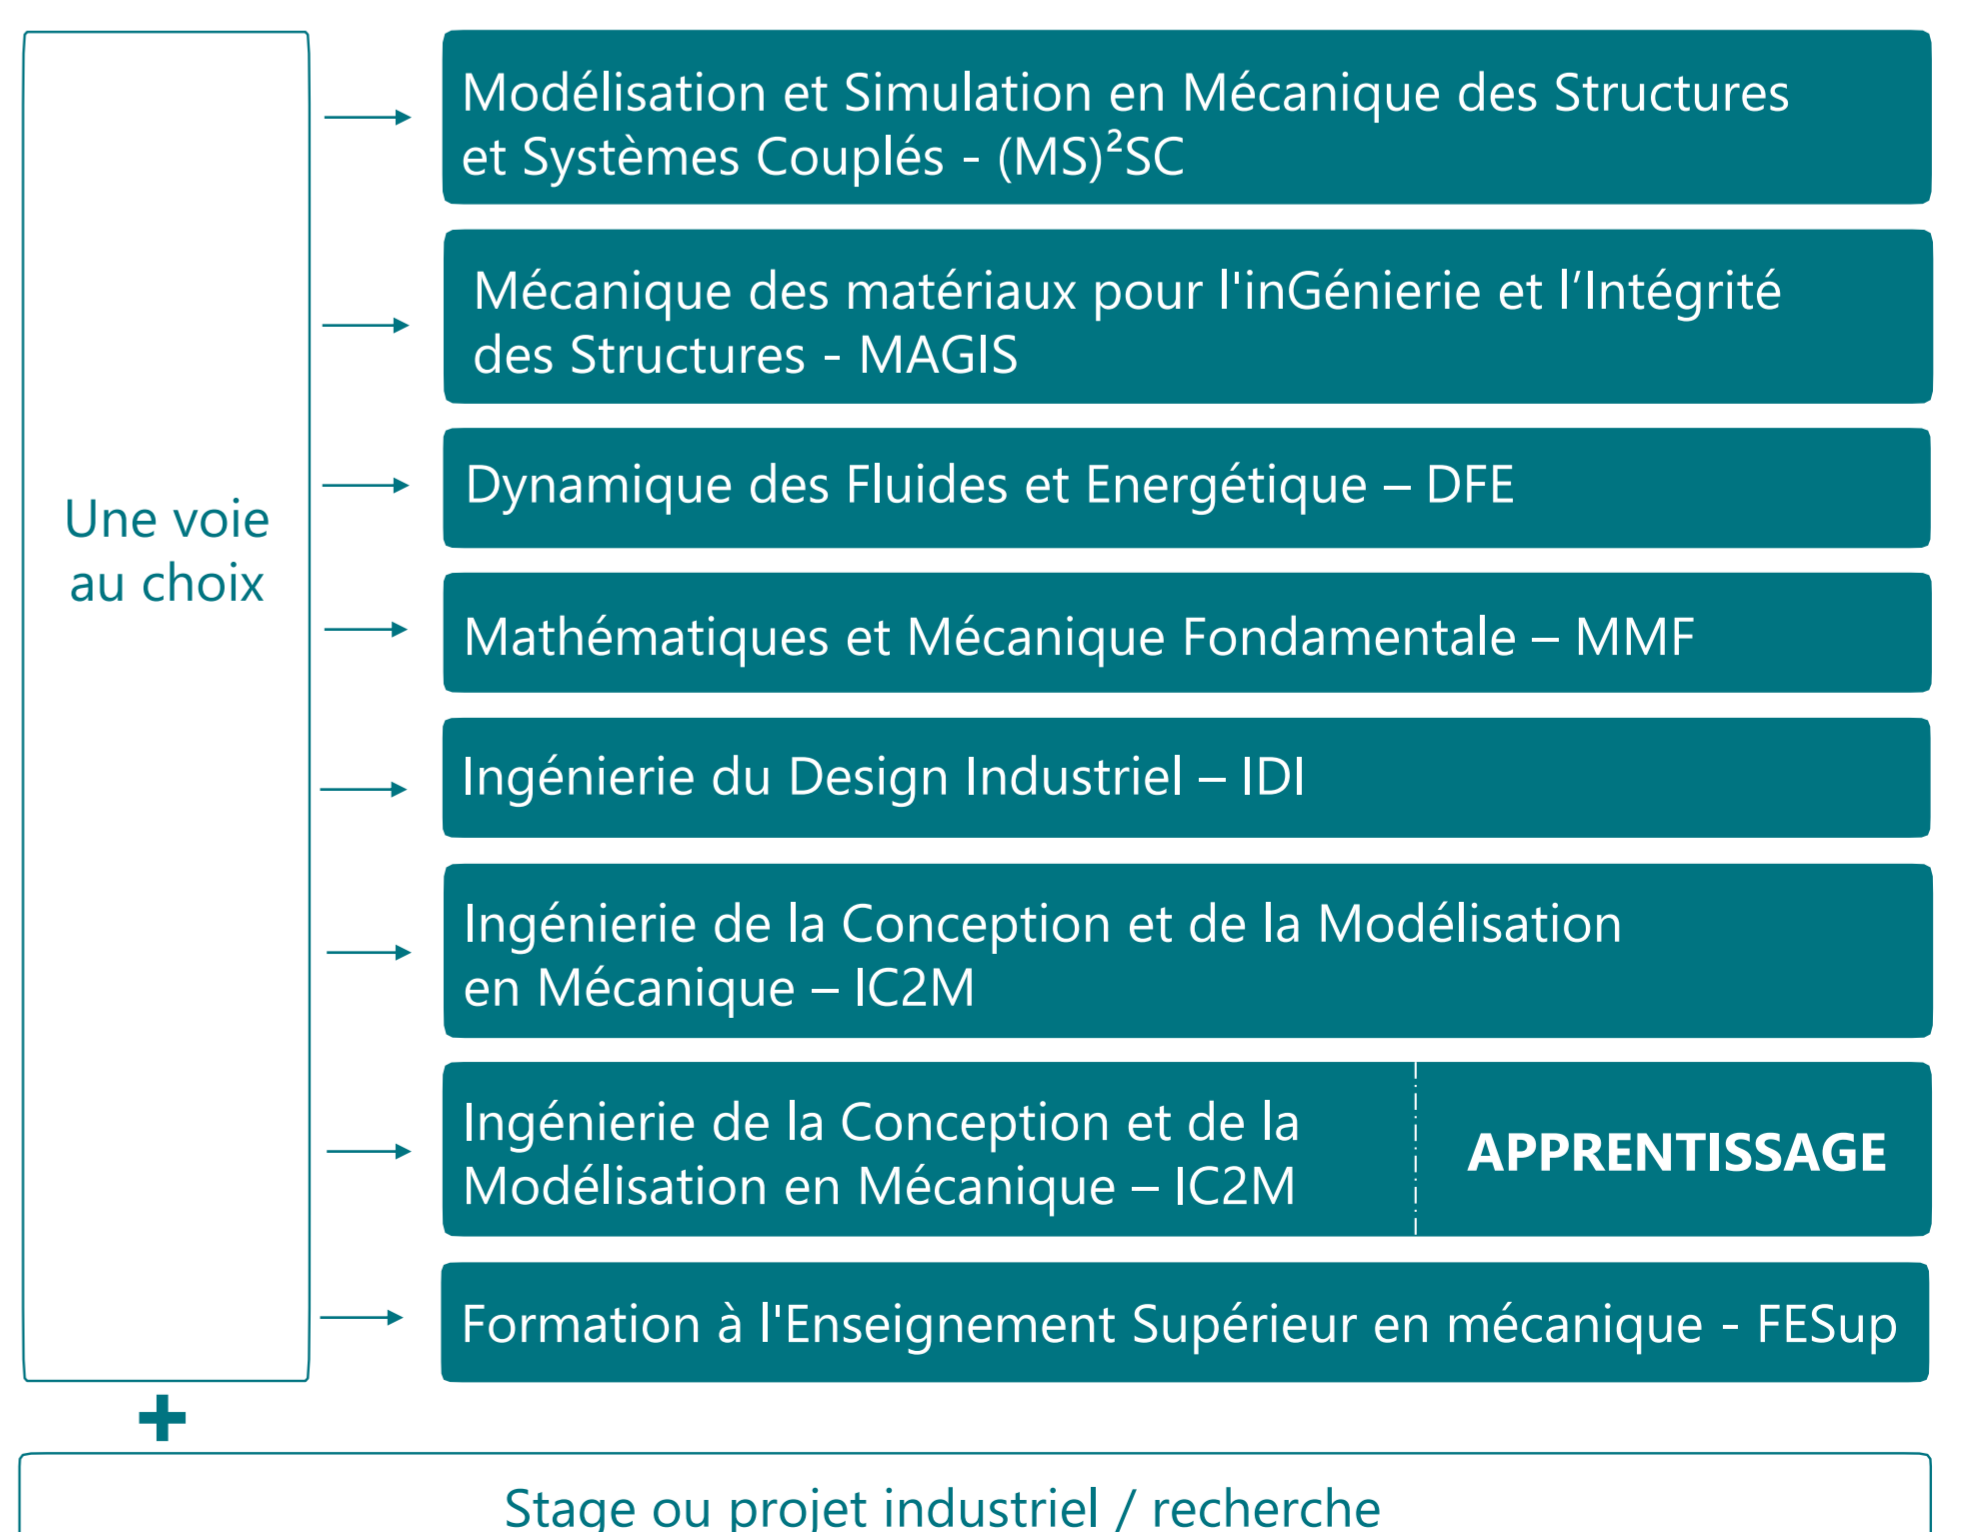 Une voie
au choix
Modélisation et Simulation en Mécanique des Structures
et Systèmes Couplés - (MS)²SC
Mécanique des matériaux pour l'inGénierie et l’Intégrité
des Structures - MAGIS
Dynamique des Fluides et Energétique – DFE
Mathématiques et Mécanique Fondamentale – MMF
Ingénierie du Design Industriel – IDI
Ingénierie de la Conception et de la Modélisation
en Mécanique – IC2M
Ingénierie de la Conception et de la
Modélisation en Mécanique – IC2M
APPRENTISSAGE
Formation à l'Enseignement Supérieur en mécanique - FESup
+
Stage ou projet industriel / recherche